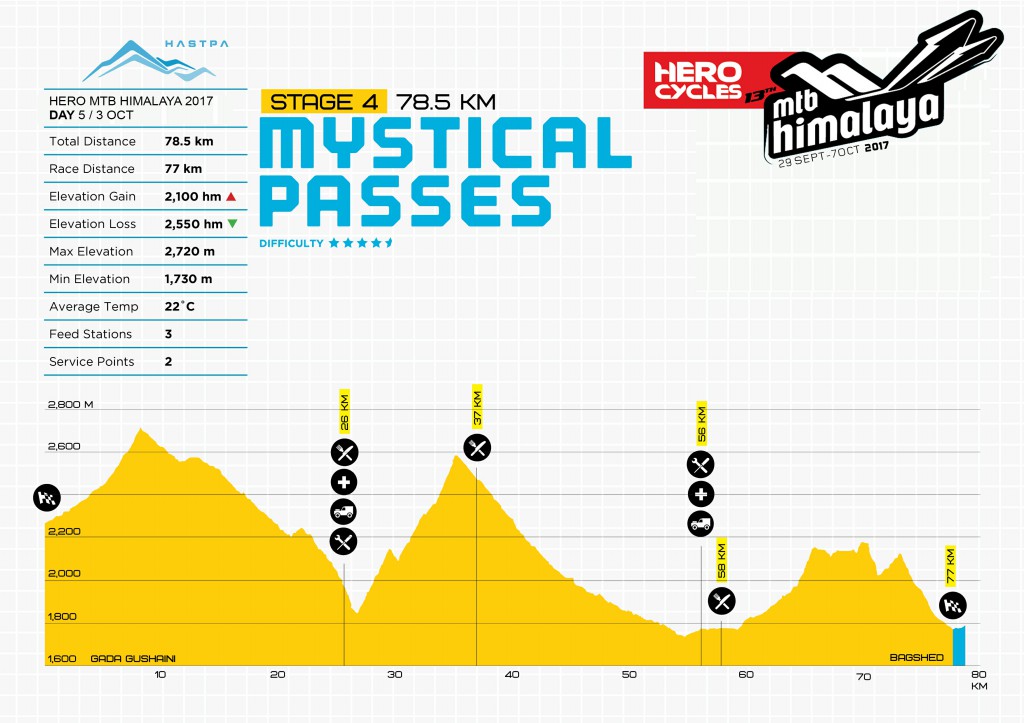 HASTPA
HERO MTB HIMALAYA 2017
DAY 5 / 3 OCT
Total Distance 78.5 km
Race Distance 77 km
Elevation Gain 2,100 hm
Elevation Loss 2,550 hm
Max Elevation 2,720 m
Min Elevation 1,730 m
Average Temp 22˚C
Feed Stations 3
Service Points 2
STAGE 4 78.5 KM
MYSTICAL
PASSES
DIFFICULTY
HERO
CYCLES
13TH
mtb
himalaya
29 SEPT-7OCT 2017
2,800 M
2,600
2,200
2,000
1,800
1,600
26 KM
37 KM
56 KM
58 KM
77 KM
GADA GUSHAINI
BAGSHED
10 20 30 40 50 60 70 80
KM